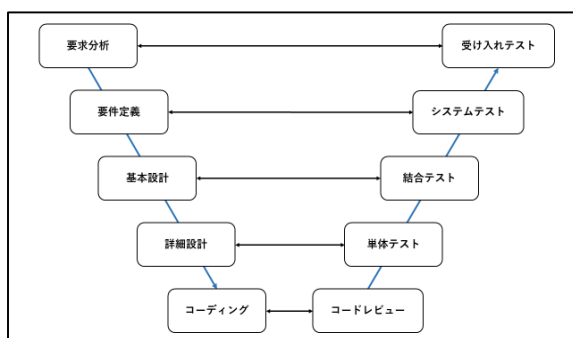 要求分析
受け入れテスト
要件定義
システムテスト
基本設計
結合テスト
詳細設計
単体テスト
コーディング
コードレビュー